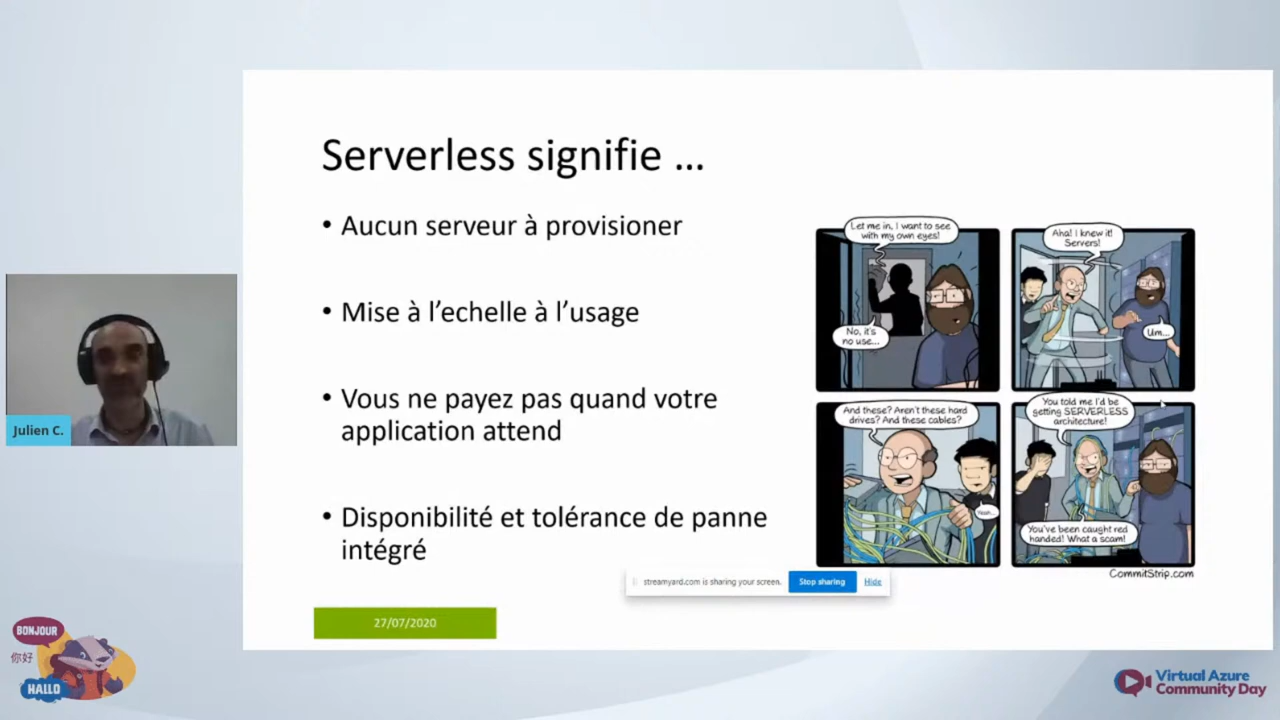 Serverless signifie ...
• Aucun serveur à provisioner
• Mise à l’echelle à l’usage
• Vous ne payez pas quand votre
application attend
• Disponibilité et tolérance de panne
intégré
Let me in, I want to see
with my own eyes!
No, it's
no use...
Aha! I knew it!
Servers!
Um...
And these? Aren't these hard
drives? And these cables?
Yeah...
You told me I'd be
getting SERVERLESS
architecture!
You've been caught red
handed! What a scam!
CommitStrip.com
streamyard.com is sharing your screen.
Stop sharing
Hide
27/07/2020
Julien C.
BONJOUR
你好
HALLO
Virtual Azure
Community Day